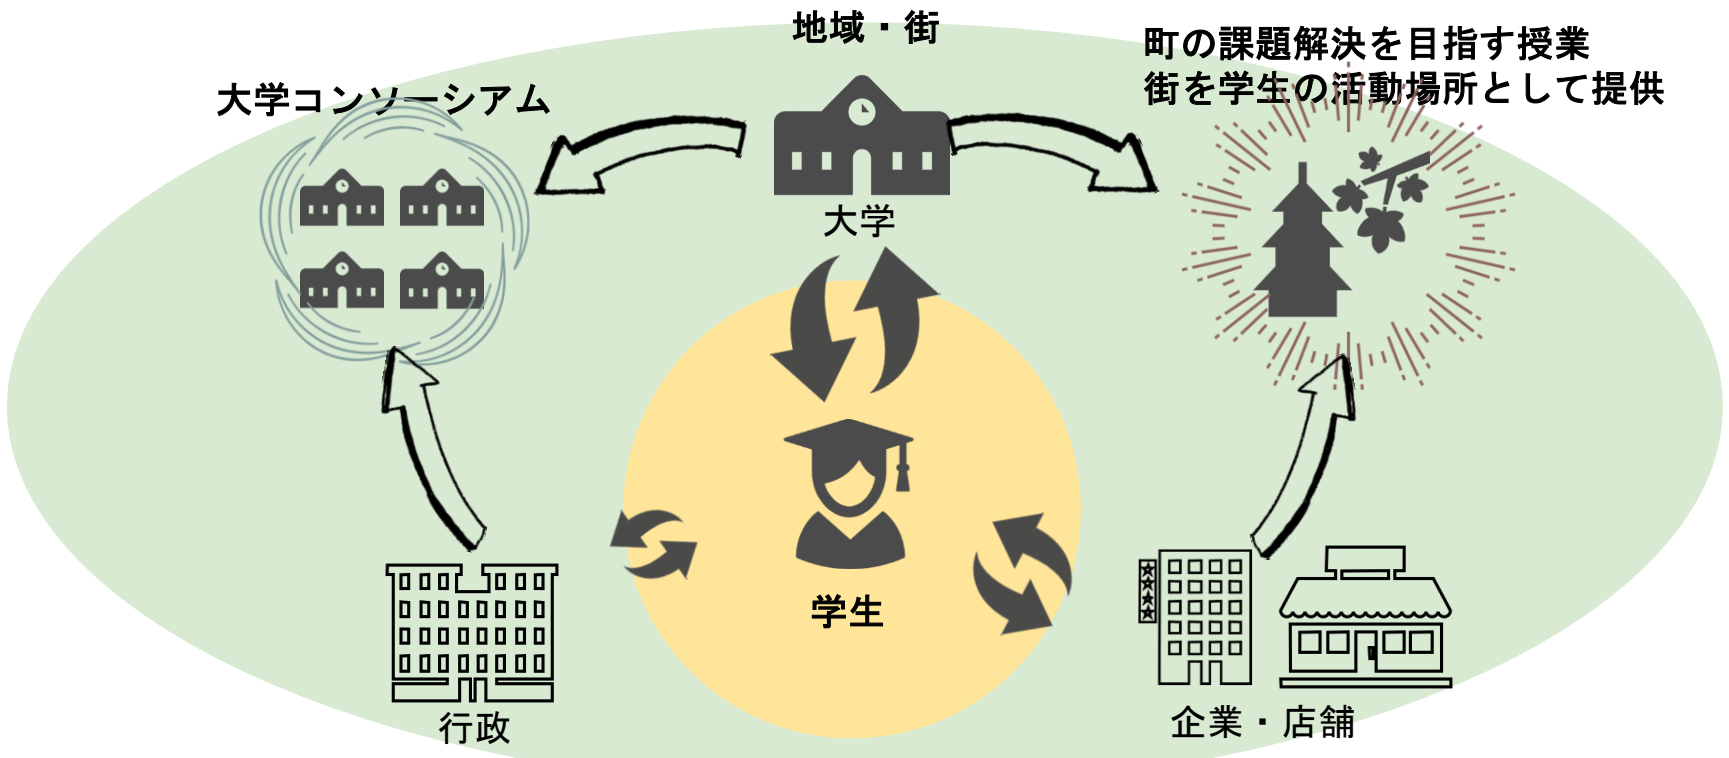 地域・街
町の課題解決を目指す授業
街を学生の活動場所として提供
大学コンソーシアム
大学
学生
行政
企業・店舗